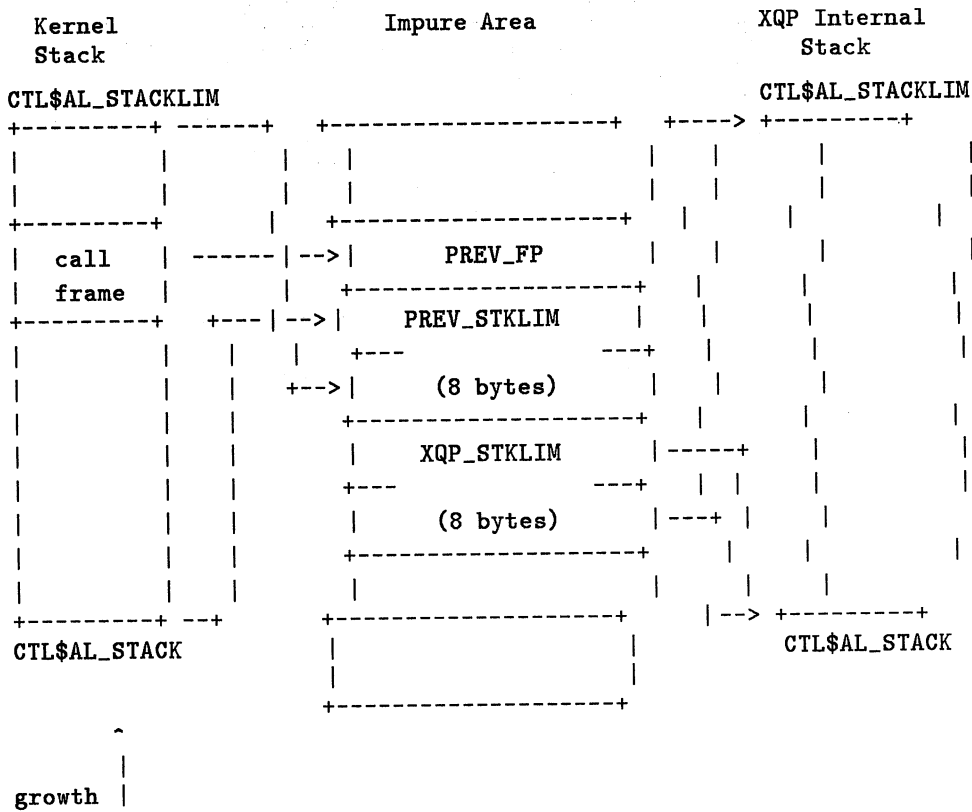 Kernel
Stack
Impure Area
XQP Internal
Stack
CTL$AL_STACKLIM
CTL$AL_STACKLIM
call
frame
PREV_FP
PREV_STKLIM
(8 bytes)
XQP_STKLIM
(8 bytes)
CTL$AL_STACK
CTL$AL_STACK
growth